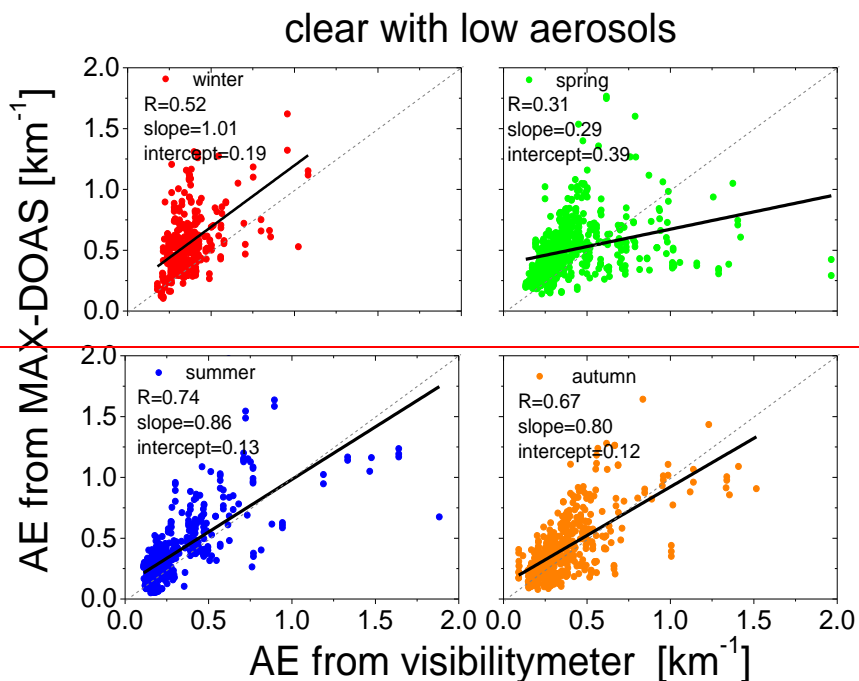 clear with low aerosols
AE from MAX-DOAS [km⁻¹]
2.0
1.5
1.0
0.5
0.0
winter
R=0.52
slope=1.01
intercept=0.19
spring
R=0.31
slope=0.29
intercept=0.39
2.0
1.5
1.0
0.5
0.0
summer
R=0.74
slope=0.86
intercept=0.13
autumn
R=0.67
slope=0.80
intercept=0.12
0.0 0.5 1.0 1.5 2.0 0.0 0.5 1.0 1.5 2.0
AE from visibilitymeter [km⁻¹]